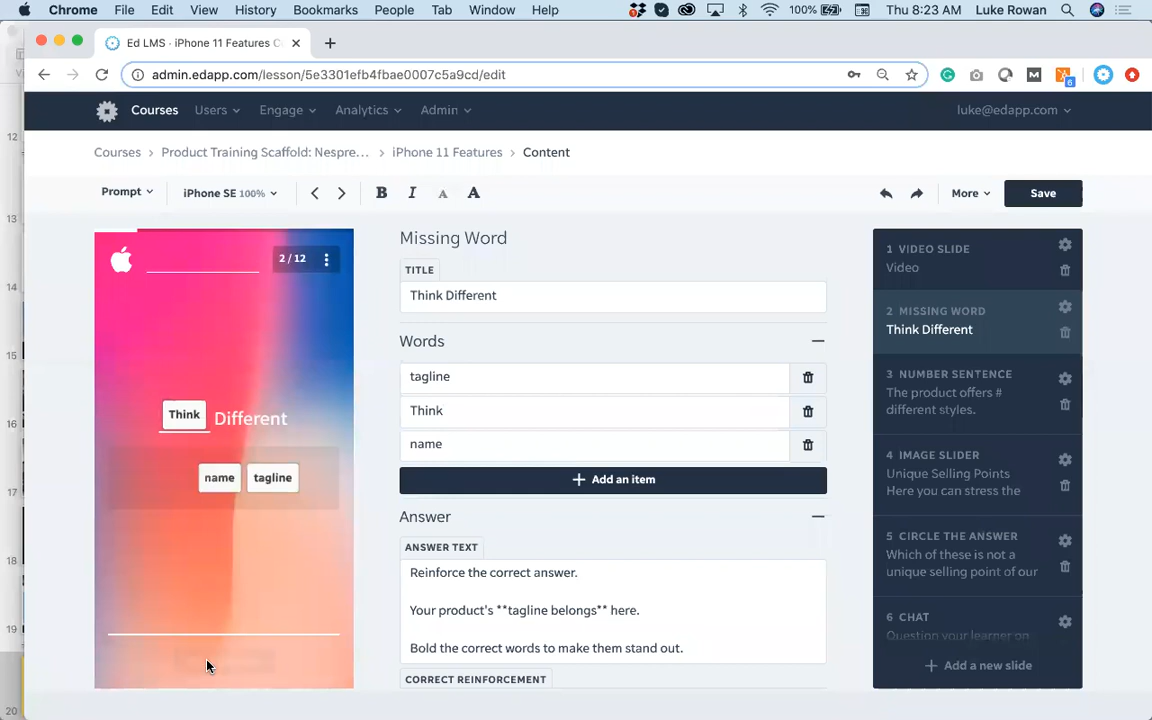 Chrome File Edit View History Bookmarks People Tab Window Help 100% Thu 8:23 AM Luke Rowan
Ed LMS · iPhone 11 Features C
admin.edapp.com/lesson/5e3301efb4fbae0007c5a9cd/edit
6
Courses Users Engage Analytics Admin luke@edapp.com
Courses > Product Training Scaffold: Nespre... > iPhone 11 Features > Content
Prompt iPhone SE 100% B I A A More Save
2 / 12
Think Different
name tagline
Missing Word
TITLE
Think Different
Words
tagline
Think
name
+ Add an item
Answer
ANSWER TEXT
Reinforce the correct answer.
Your product's **tagline belongs** here.
Bold the correct words to make them stand out.
CORRECT REINFORCEMENT
1 VIDEO SLIDE
Video
2 MISSING WORD
Think Different
3 NUMBER SENTENCE
The product offers #
different styles.
4 IMAGE SLIDER
Unique Selling Points
Here you can stress the
5 CIRCLE THE ANSWER
Which of these is not a
unique selling point of our
6 CHAT
Question your learner on
+ Add a new slide
12
13
14
15
16
17
18
19
20